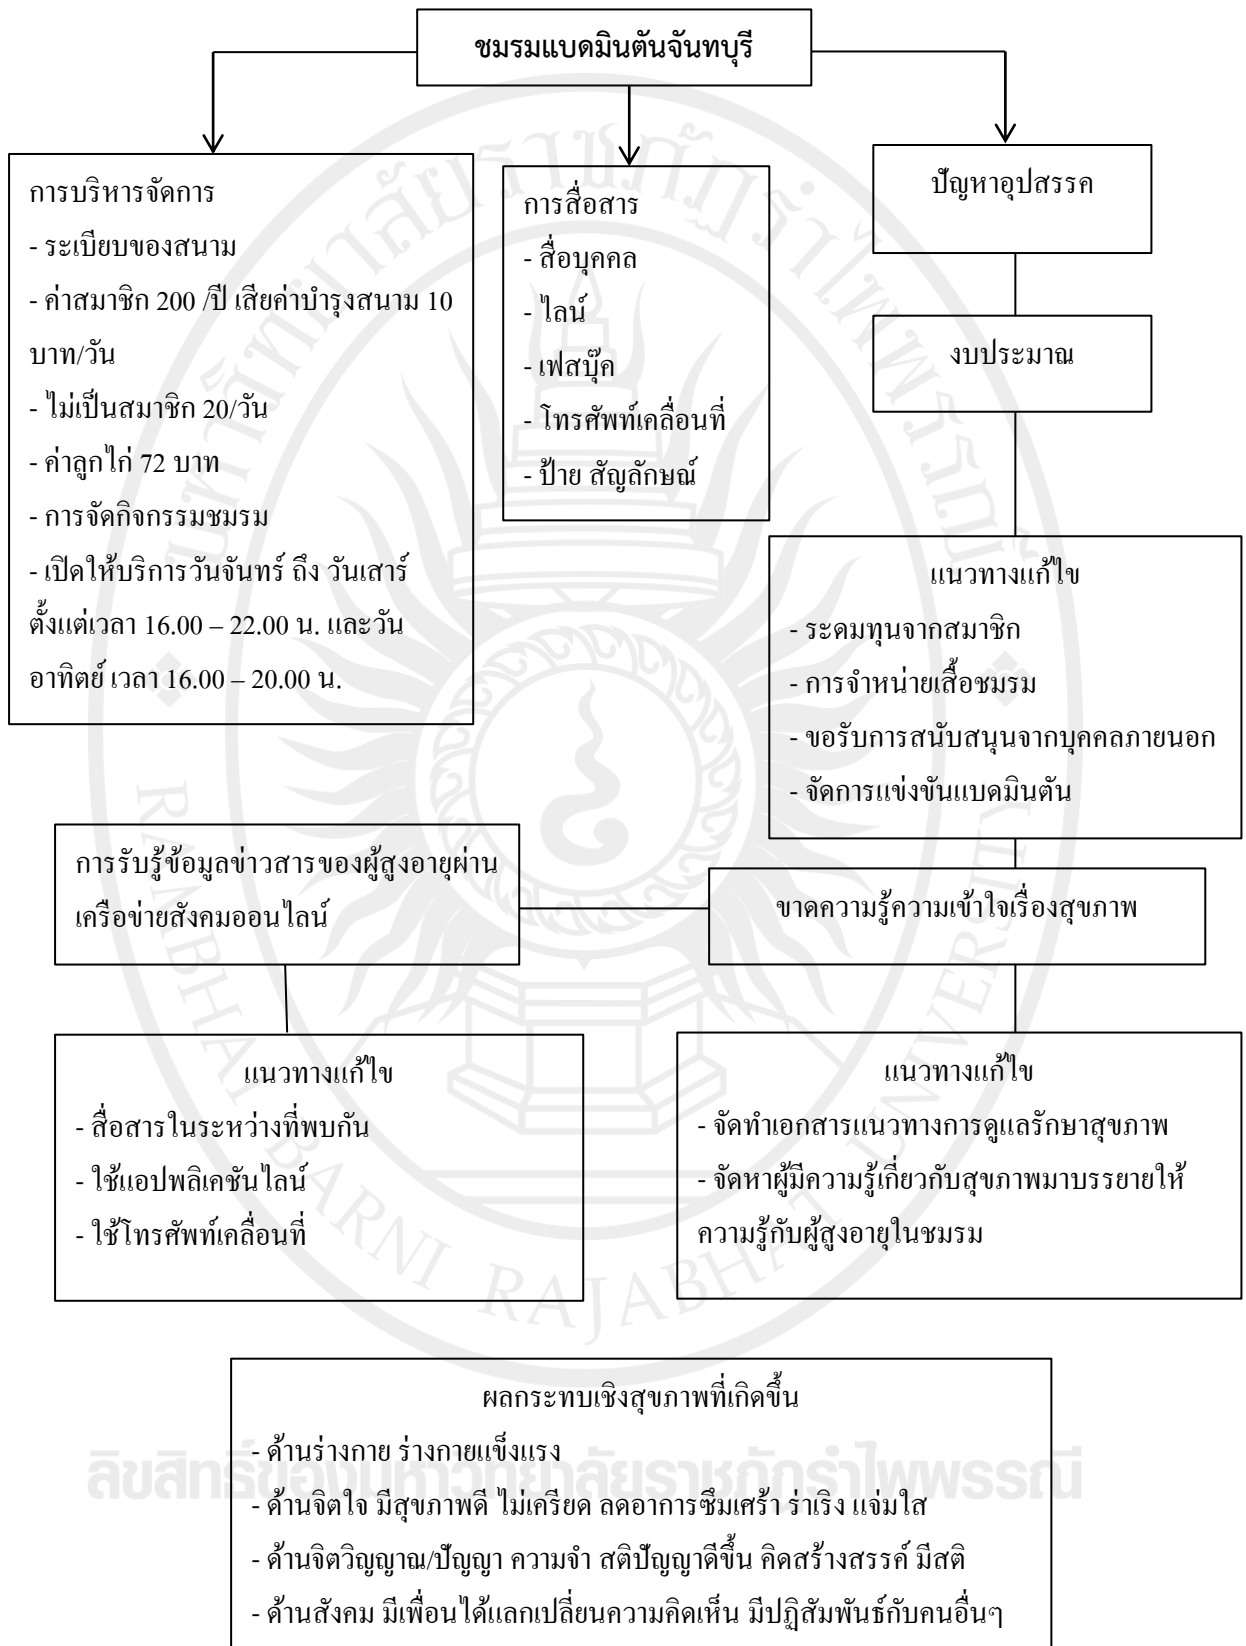 ชมรมแบดมินตันจันทบุรี
การบริหารจัดการ
- ระเบียบของสนาม
- ค่าสมาชิก 200 /ปี เสียค่าบำรุงสนาม 10
บาท/วัน
- ไม่เป็นสมาชิก 20/วัน
- ค่าลูกไก่ 72 บาท
- การจัดกิจกรรมชมรม
- เปิดให้บริการวันจันทร์ ถึง วันเสาร์
ตั้งแต่เวลา 16.00 – 22.00 น. และวัน
อาทิตย์ เวลา 16.00 – 20.00 น.
การสื่อสาร
- สื่อบุคคล
- ไลน์
- เฟสบุ๊ค
- โทรศัพท์เคลื่อนที่
- ป้าย สัญลักษณ์
ปัญหาอุปสรรค
งบประมาณ
แนวทางแก้ไข
- ระดมทุนจากสมาชิก
- การจำหน่ายเสื้อชมรม
- ขอรับการสนับสนุนจากบุคคลภายนอก
- จัดการแข่งขันแบดมินตัน
การรับรู้ข้อมูลข่าวสารของผู้สูงอายุผ่าน
เครือข่ายสังคมออนไลน์
ขาดความรู้ความเข้าใจเรื่องสุขภาพ
แนวทางแก้ไข
- สื่อสารในระหว่างที่พบกัน
- ใช้แอปพลิเคชันไลน์
- ใช้โทรศัพท์เคลื่อนที่
แนวทางแก้ไข
- จัดทำเอกสารแนวทางการดูแลรักษาสุขภาพ
- จัดหาผู้มีความรู้เกี่ยวกับสุขภาพมาบรรยายให้
ความรู้กับผู้สูงอายุในชมรม
ผลกระทบเชิงสุขภาพที่เกิดขึ้น
- ด้านร่างกาย ร่างกายแข็งแรง
- ด้านจิตใจ มีสุขภาพดี ไม่เครียด ลดอาการซึมเศร้า ร่าเริง แจ่มใส
- ด้านจิตวิญญาณ/ปัญญา ความจำ สติปัญญาดีขึ้น คิดสร้างสรรค์ มีสติ
- ด้านสังคม มีเพื่อนได้แลกเปลี่ยนความคิดเห็น มีปฏิสัมพันธ์กับคนอื่นๆ
มหาวิทยาลัยราชภัฏรำไพพรรณี
RAMBHAI BARNI RAJABHAT UNIVERSITY
ลิขสิทธิ์ของมหาวิทยาลัยราชภัฏรำไพพรรณี